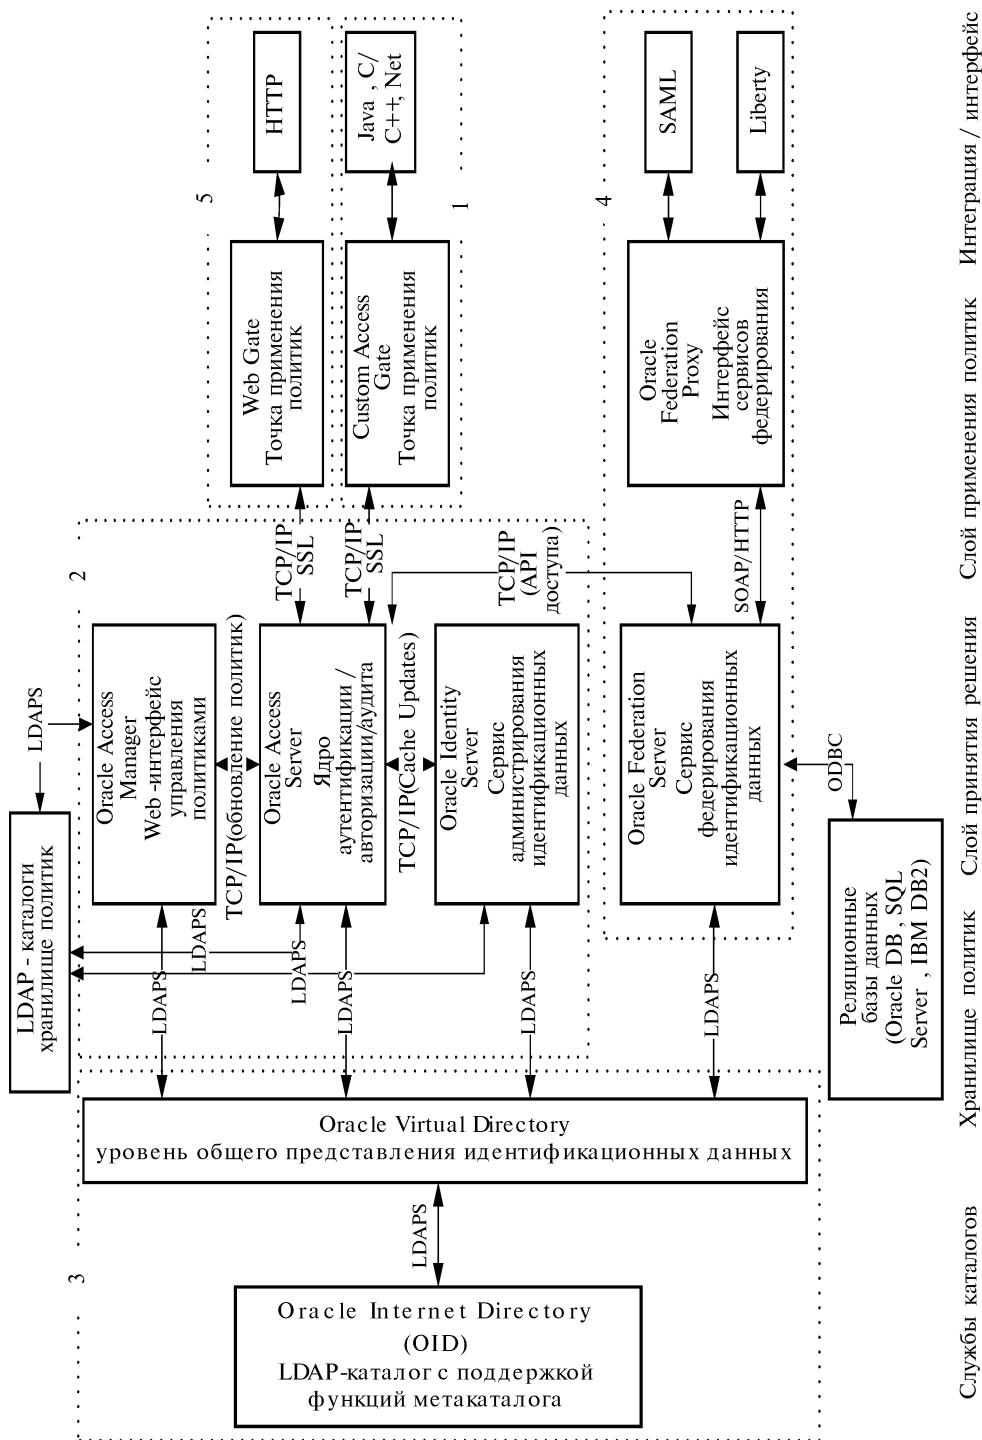 HTTP
Java , C/
C++, Net
SAML
Liberty
5
1
4
Web Gate
Точка применения
политик
Custom Access
Gate
Точка применения
политик
Oracle
Federation
Proxy
Интерфейс
сервисов
федерирования
TCP/IP
SSL
TCP/IP
SSL
TCP/IP
(API
доступа)
SOAP/HTTP
2
LDAPS
Oracle Access
Manager
Web -интерфейс
управления
политиками
TCP/IP(обновление политик)
Oracle Access
Server
Ядро
аутентификации /
авторизации/аудита
TCP/IP(Cache Updates)
Oracle Identity
Server
Сервис
администрирования
идентификационных
данных
Oracle Federation
Server
Сервис
федерирования
идентификационных
данных
ODBC
LDAP - каталоги
хранилище политик
LDAPS
LDAPS
LDAPS
LDAPS
LDAPS
LDAPS
Реляционные
базы данных
(Oracle DB , SQL
Server , IBM DB2)
Oracle Virtual Directory
уровень общего представления идентификационных данных
LDAPS
3
Oracle Internet Directory
(OID)
LDAP-каталог с поддержкой
функций метакаталога
Службы каталогов
Хранилище политик
Слой принятия решения
Слой применения политик
Интеграция / интерфейс